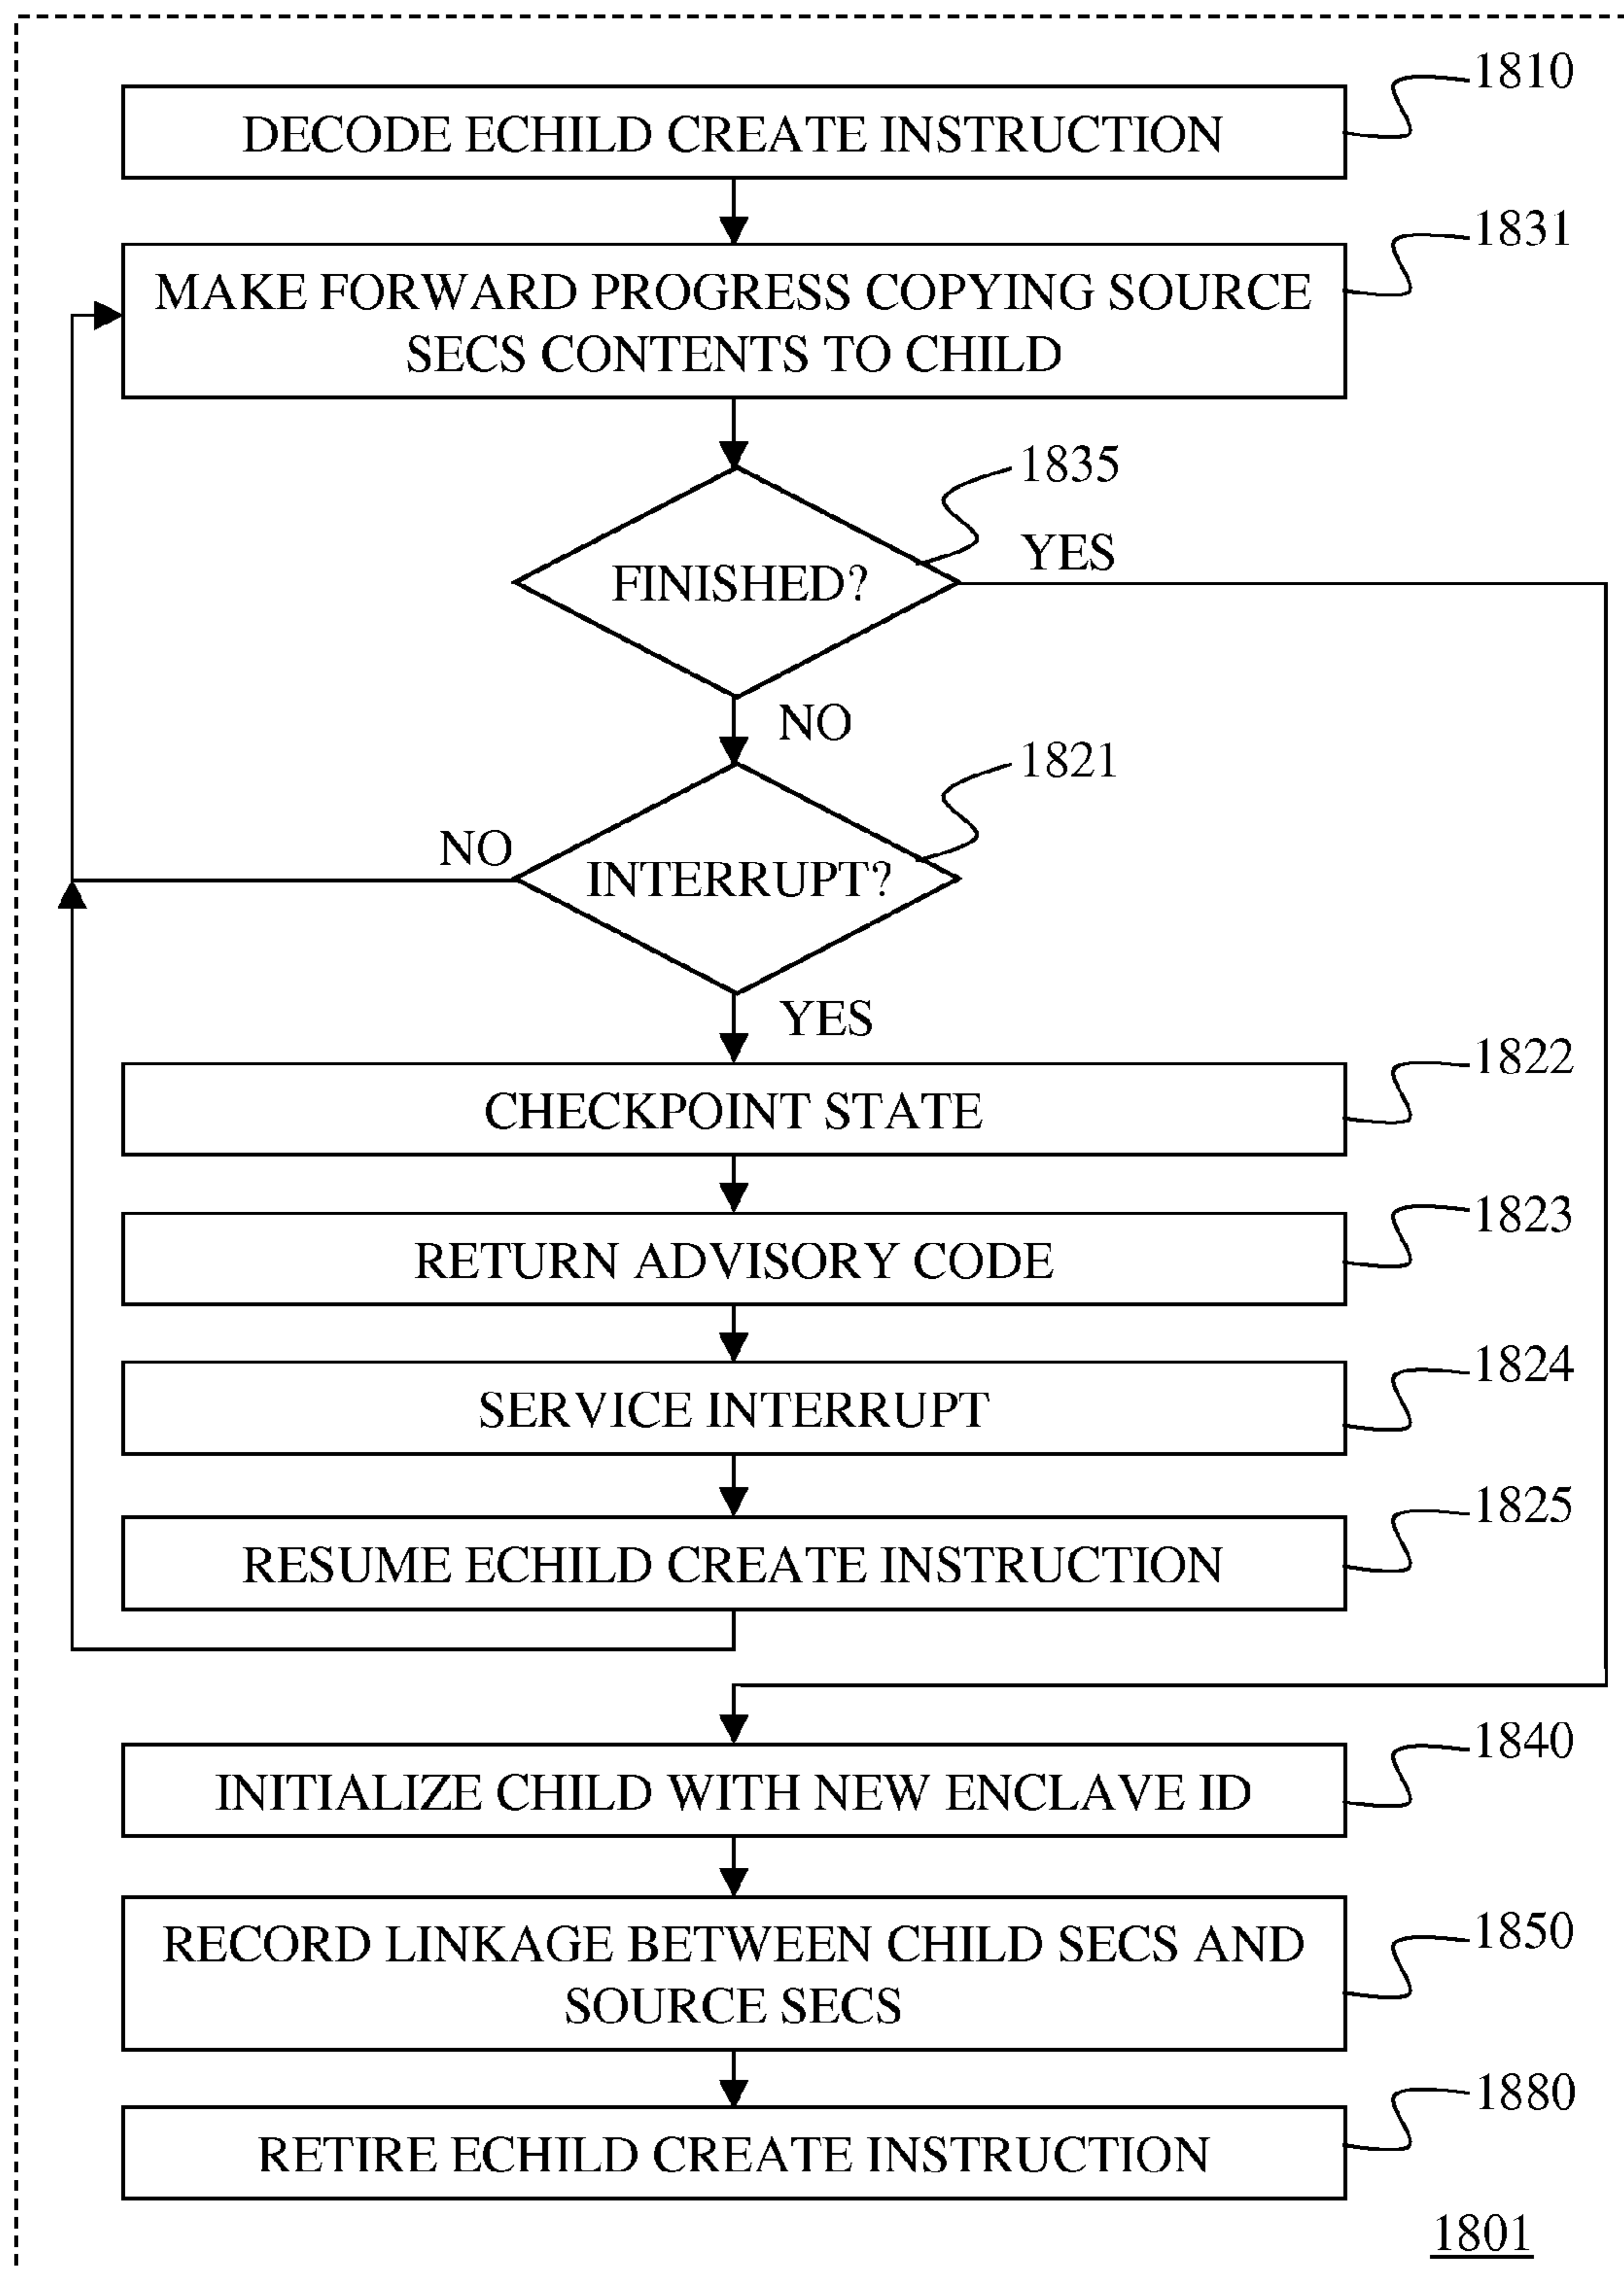 1810
DECODE ECHILD CREATE INSTRUCTION
1831
MAKE FORWARD PROGRESS COPYING SOURCE
SECS CONTENTS TO CHILD
1835
YES
FINISHED?
NO
1821
NO
INTERRUPT?
YES
1822
CHECKPOINT STATE
1823
RETURN ADVISORY CODE
1824
SERVICE INTERRUPT
1825
RESUME ECHILD CREATE INSTRUCTION
1840
INITIALIZE CHILD WITH NEW ENCLAVE ID
1850
RECORD LINKAGE BETWEEN CHILD SECS AND
SOURCE SECS
1880
RETIRE ECHILD CREATE INSTRUCTION
1801